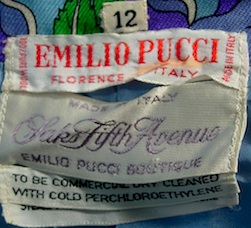 12
EMILIO PUCCI
FLORENCE ITALY
MADE IN ITALY
Saks Fifth Avenue
EMILIO PUCCI BOUTIQUE
TO BE COMMERCIALLY DRY CLEANED
WITH COLD PERCHLOROETHYLENE